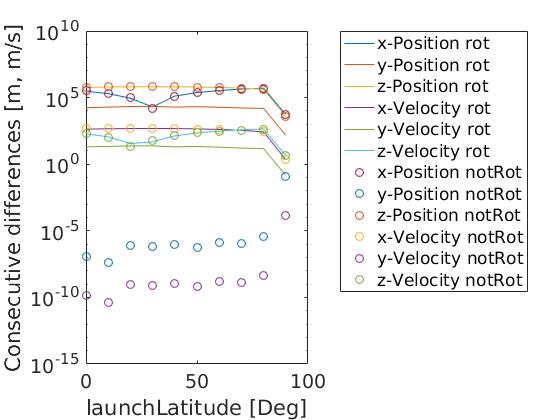 Consecutive differences [m, m/s]
10^10
10^5
10^0
10^-5
10^-10
10^-15
0
50
100
launchLatitude [Deg]
x-Position rot
y-Position rot
z-Position rot
x-Velocity rot
y-Velocity rot
z-Velocity rot
x-Position notRot
y-Position notRot
z-Position notRot
x-Velocity notRot
y-Velocity notRot
z-Velocity notRot